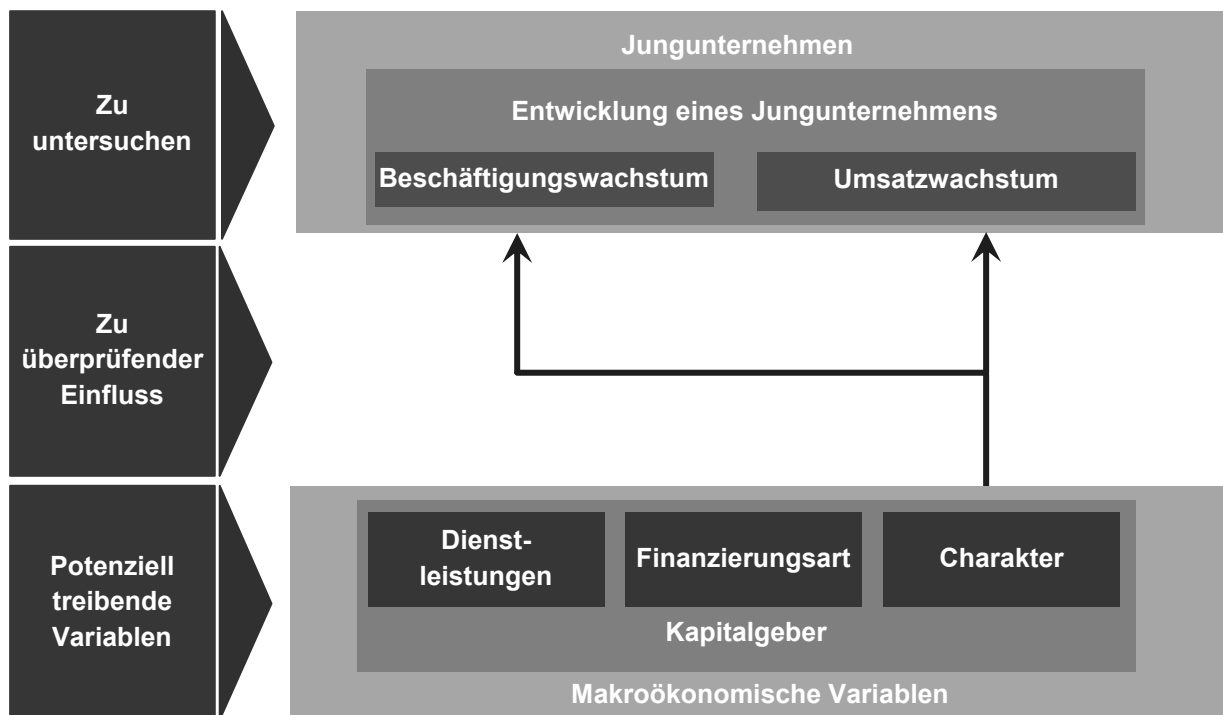 Zu
untersuchen
Jungunternehmen
Entwicklung eines Jungunternehmens
Beschäftigungswachstum
Umsatzwachstum
Zu
überprüfender
Einfluss
Potenziell
treibende
Variablen
Dienst-
leistungen
Finanzierungsart
Charakter
Kapitalgeber
Makroökonomische Variablen